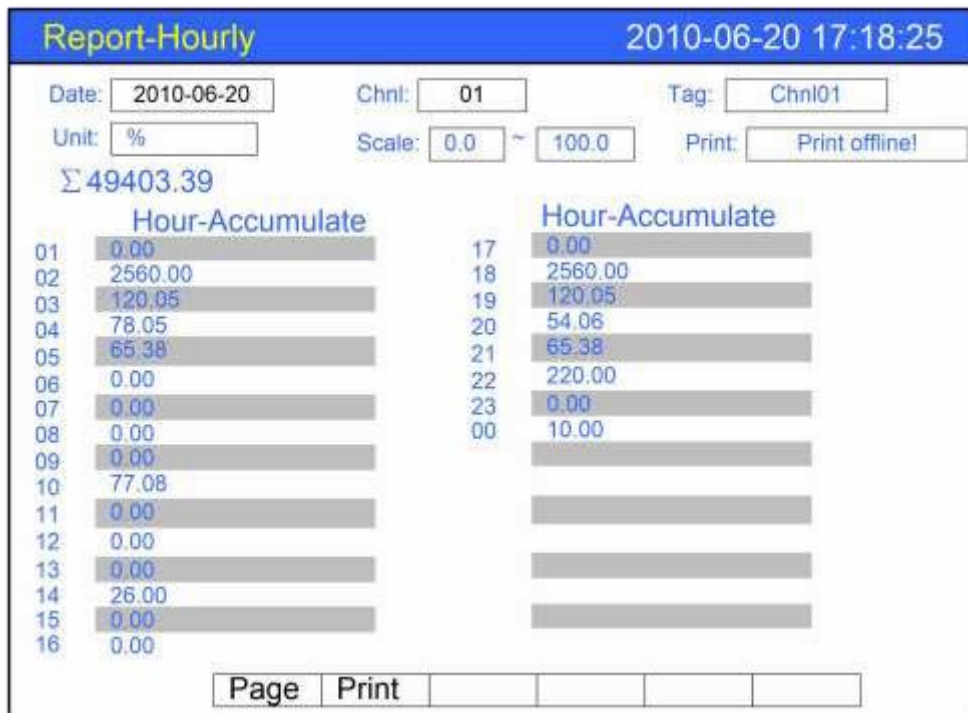 Report-Hourly 2010-06-20 17:18:25
Date: 2010-06-20 Chnl: 01 Tag: Chnl01
Unit: % Scale: 0.0 ~ 100.0 Print: Print offline!
Σ49403.39
Hour-Accumulate Hour-Accumulate
01 0.00 17 0.00
02 2560.00 18 2560.00
03 120.05 19 120.05
04 78.05 20 54.06
05 65.38 21 65.38
06 0.00 22 220.00
07 0.00 23 0.00
08 0.00 00 10.00
09 0.00
10 77.08
11 0.00
12 0.00
13 0.00
14 26.00
15 0.00
16 0.00
Page Print